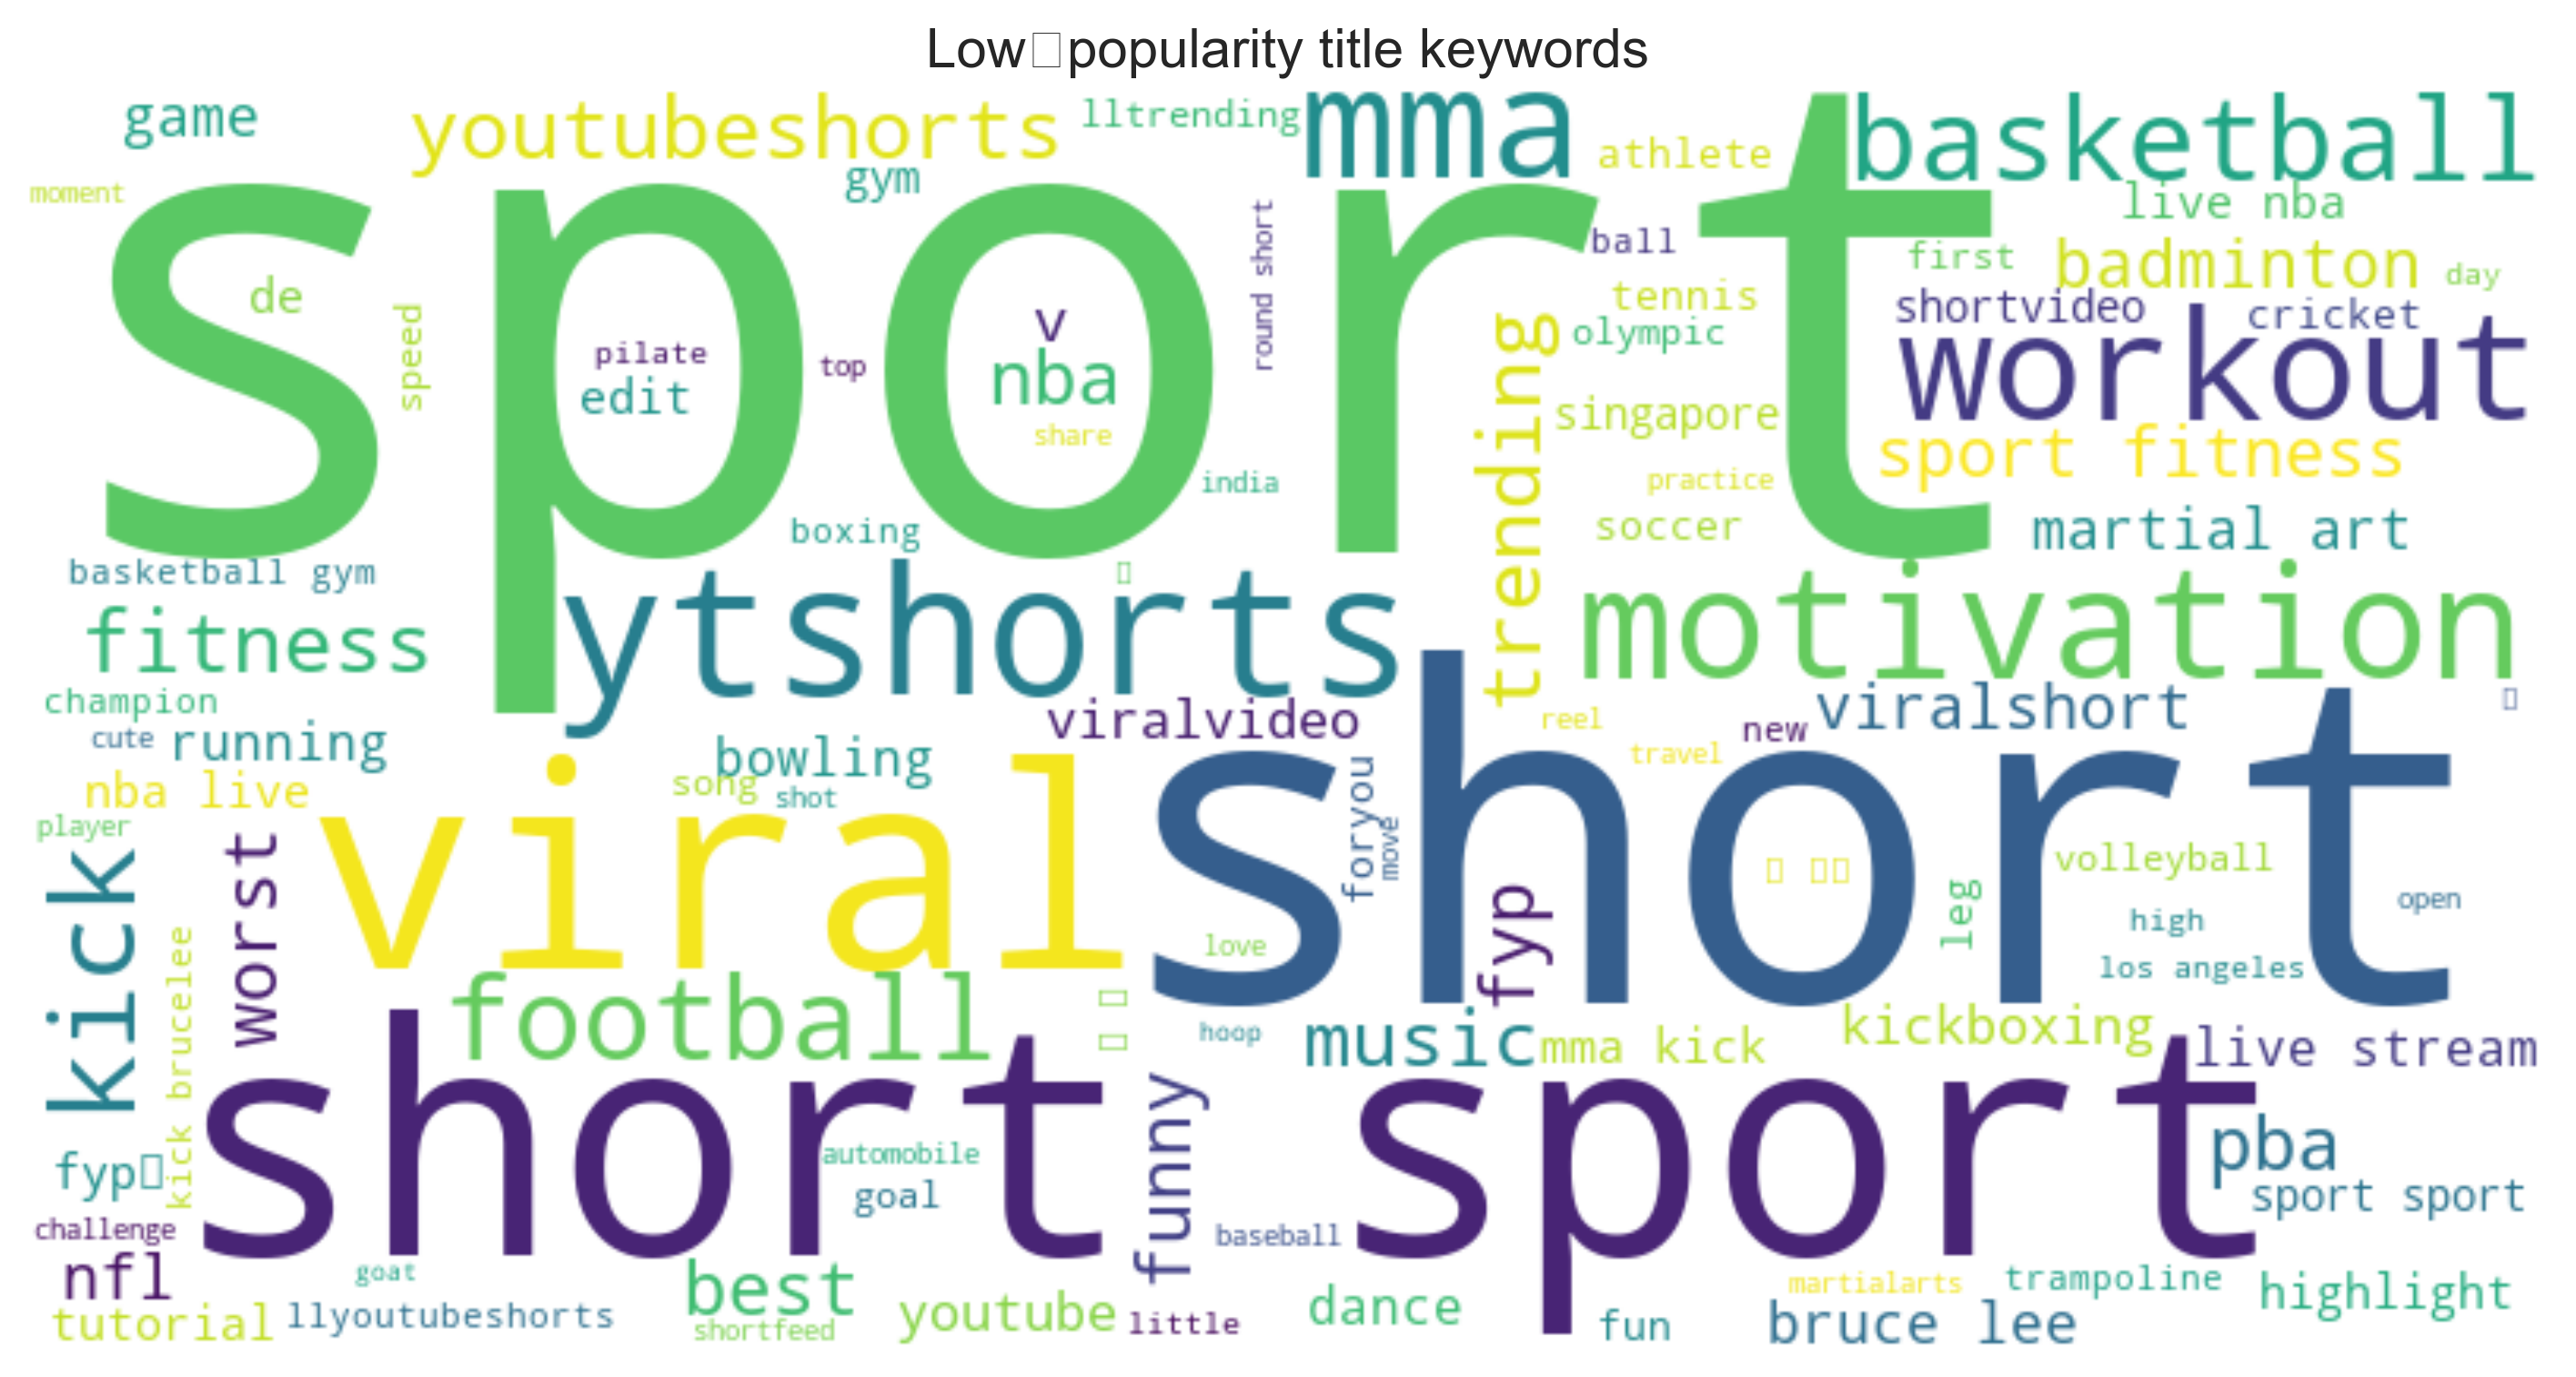 Low□popularity title keywords
game
youtubeshorts
lltrending
mma
basketball
athlete
moment
gym
sport
live nba
round short
ball
first
badminton
day
de
speed
tennis
shortvideo
cricket
v
olympic
pilate
top
nba
workout
edit
trending
singapore
share
sport fitness
india
practice
boxing
soccer
martial art
basketball gym
ytshorts
motivation
fitness
champion
viralvideo
reel
new
viralshort
cute
running
bowling
travel
nba live
song
shot
viral
short
foryou
move
player
kick
worst
volleyball
fyp
leg
open
high
love
los angeles
kick brucelee
football
hoop
music
mma kick
kickboxing
live stream
short
funny
sport
pba
fyp
automobile
goal
sport sport
challenge
baseball
nfl
goat
best
martialarts
trampoline
highlight
tutorial
llyoutubeshorts
shortfeed
youtube
little
dance
fun
bruce lee